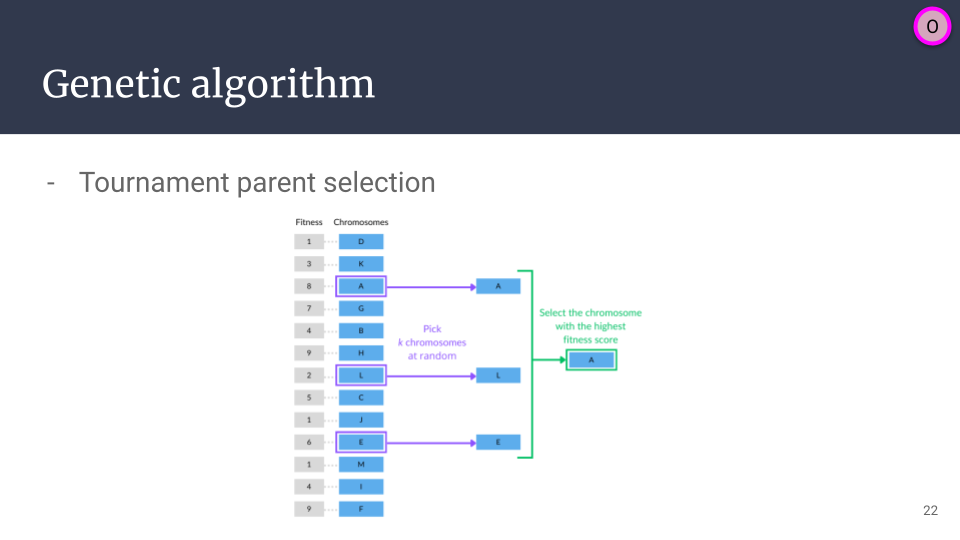 O
Genetic algorithm
- Tournament parent selection
Fitness Chromosomes
1 D
3 K
8 A A
7 G
4 B
9 H
2 L L
5 C
1 J
6 E E
1 M
4 I
9 F
Pick
k chromosomes
at random
Select the chromosome
with the highest
fitness score
A
22